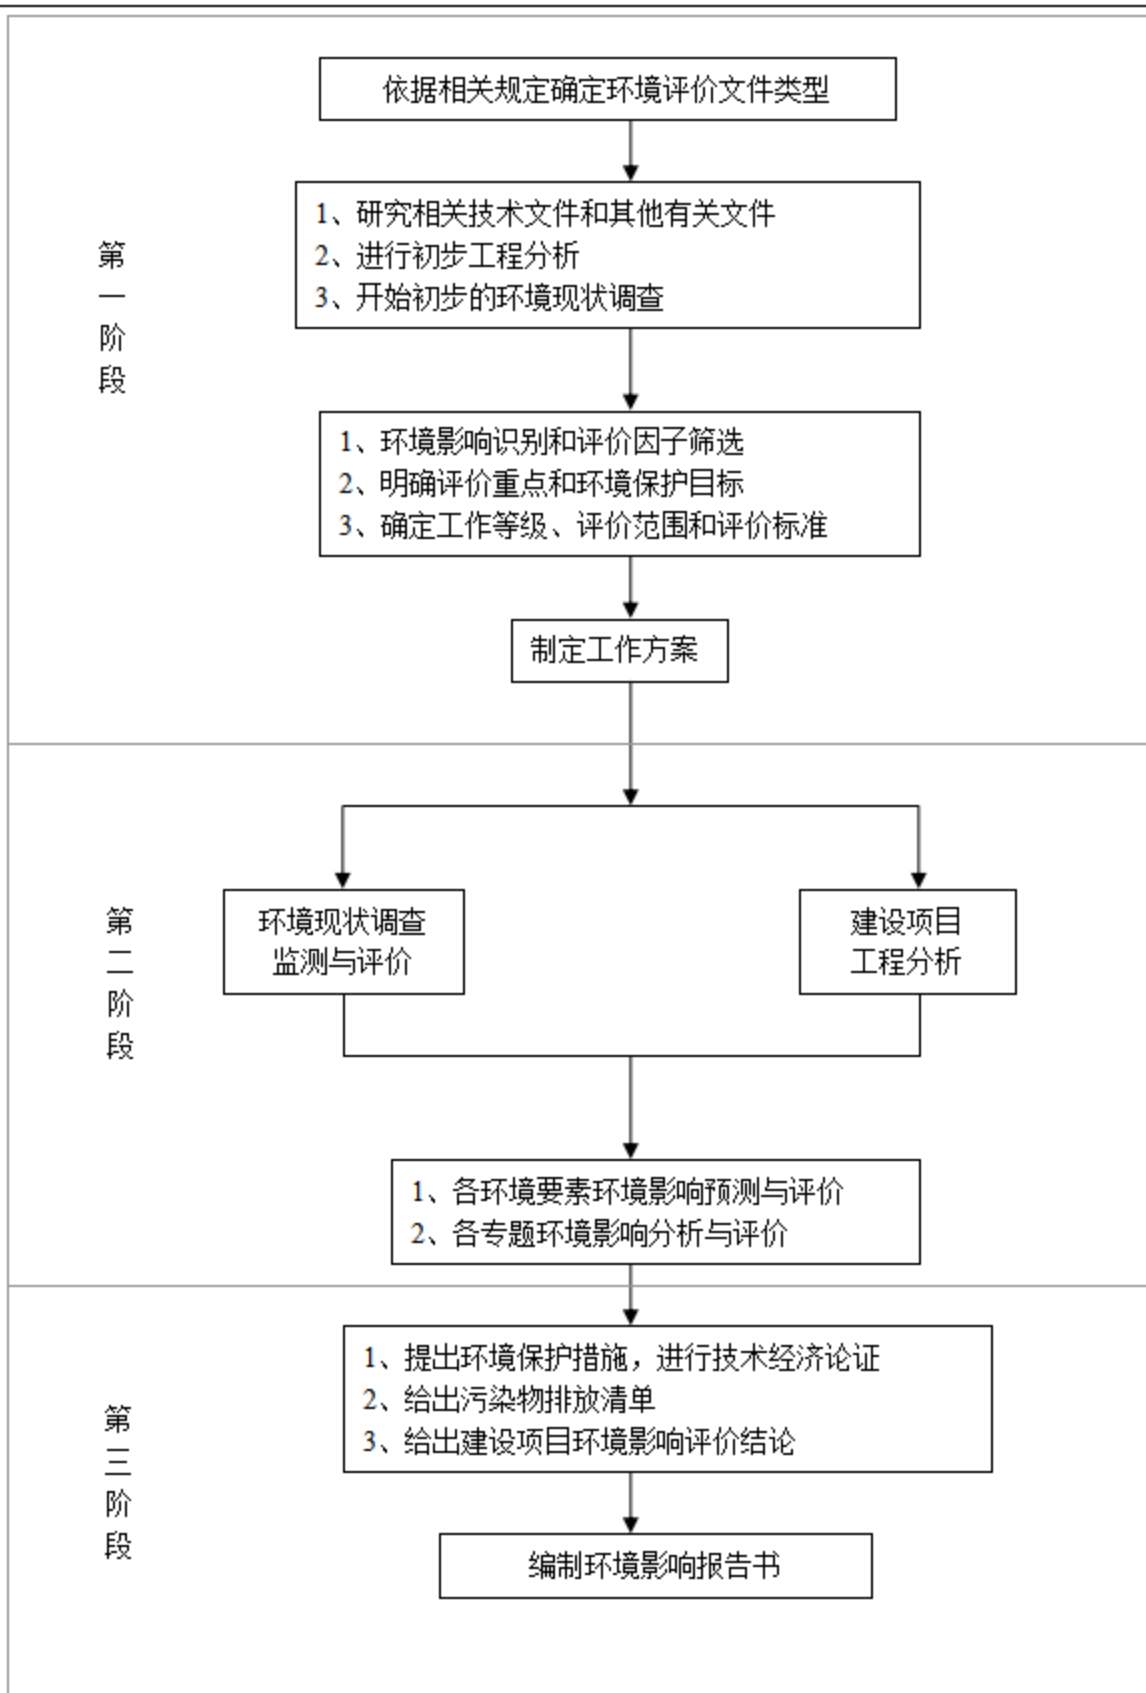 依据相关规定确定环境评价文件类型
1、研究相关技术文件和其他有关文件
2、进行初步工程分析
3、开始初步的环境现状调查
第
一
阶
段
1、环境影响识别和评价因子筛选
2、明确评价重点和环境保护目标
3、确定工作等级、评价范围和评价标准
制定工作方案
第
二
阶
段
环境现状调查
监测与评价
建设项目
工程分析
1、各环境要素环境影响预测与评价
2、各专题环境影响分析与评价
第
三
阶
段
1、提出环境保护措施，进行技术经济论证
2、给出污染物排放清单
3、给出建设项目环境影响评价结论
编制环境影响报告书